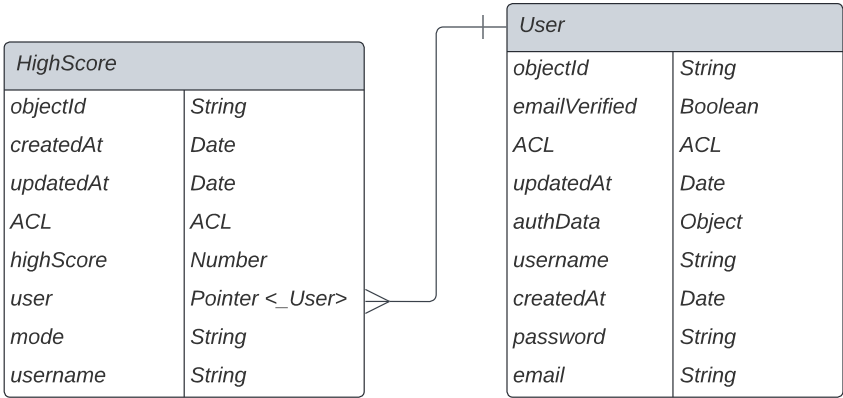 HighScore
objectId String
createdAt Date
updatedAt Date
ACL ACL
highScore Number
user Pointer <_User>
mode String
username String
User
objectId String
emailVerified Boolean
ACL ACL
updatedAt Date
authData Object
username String
createdAt Date
password String
email String